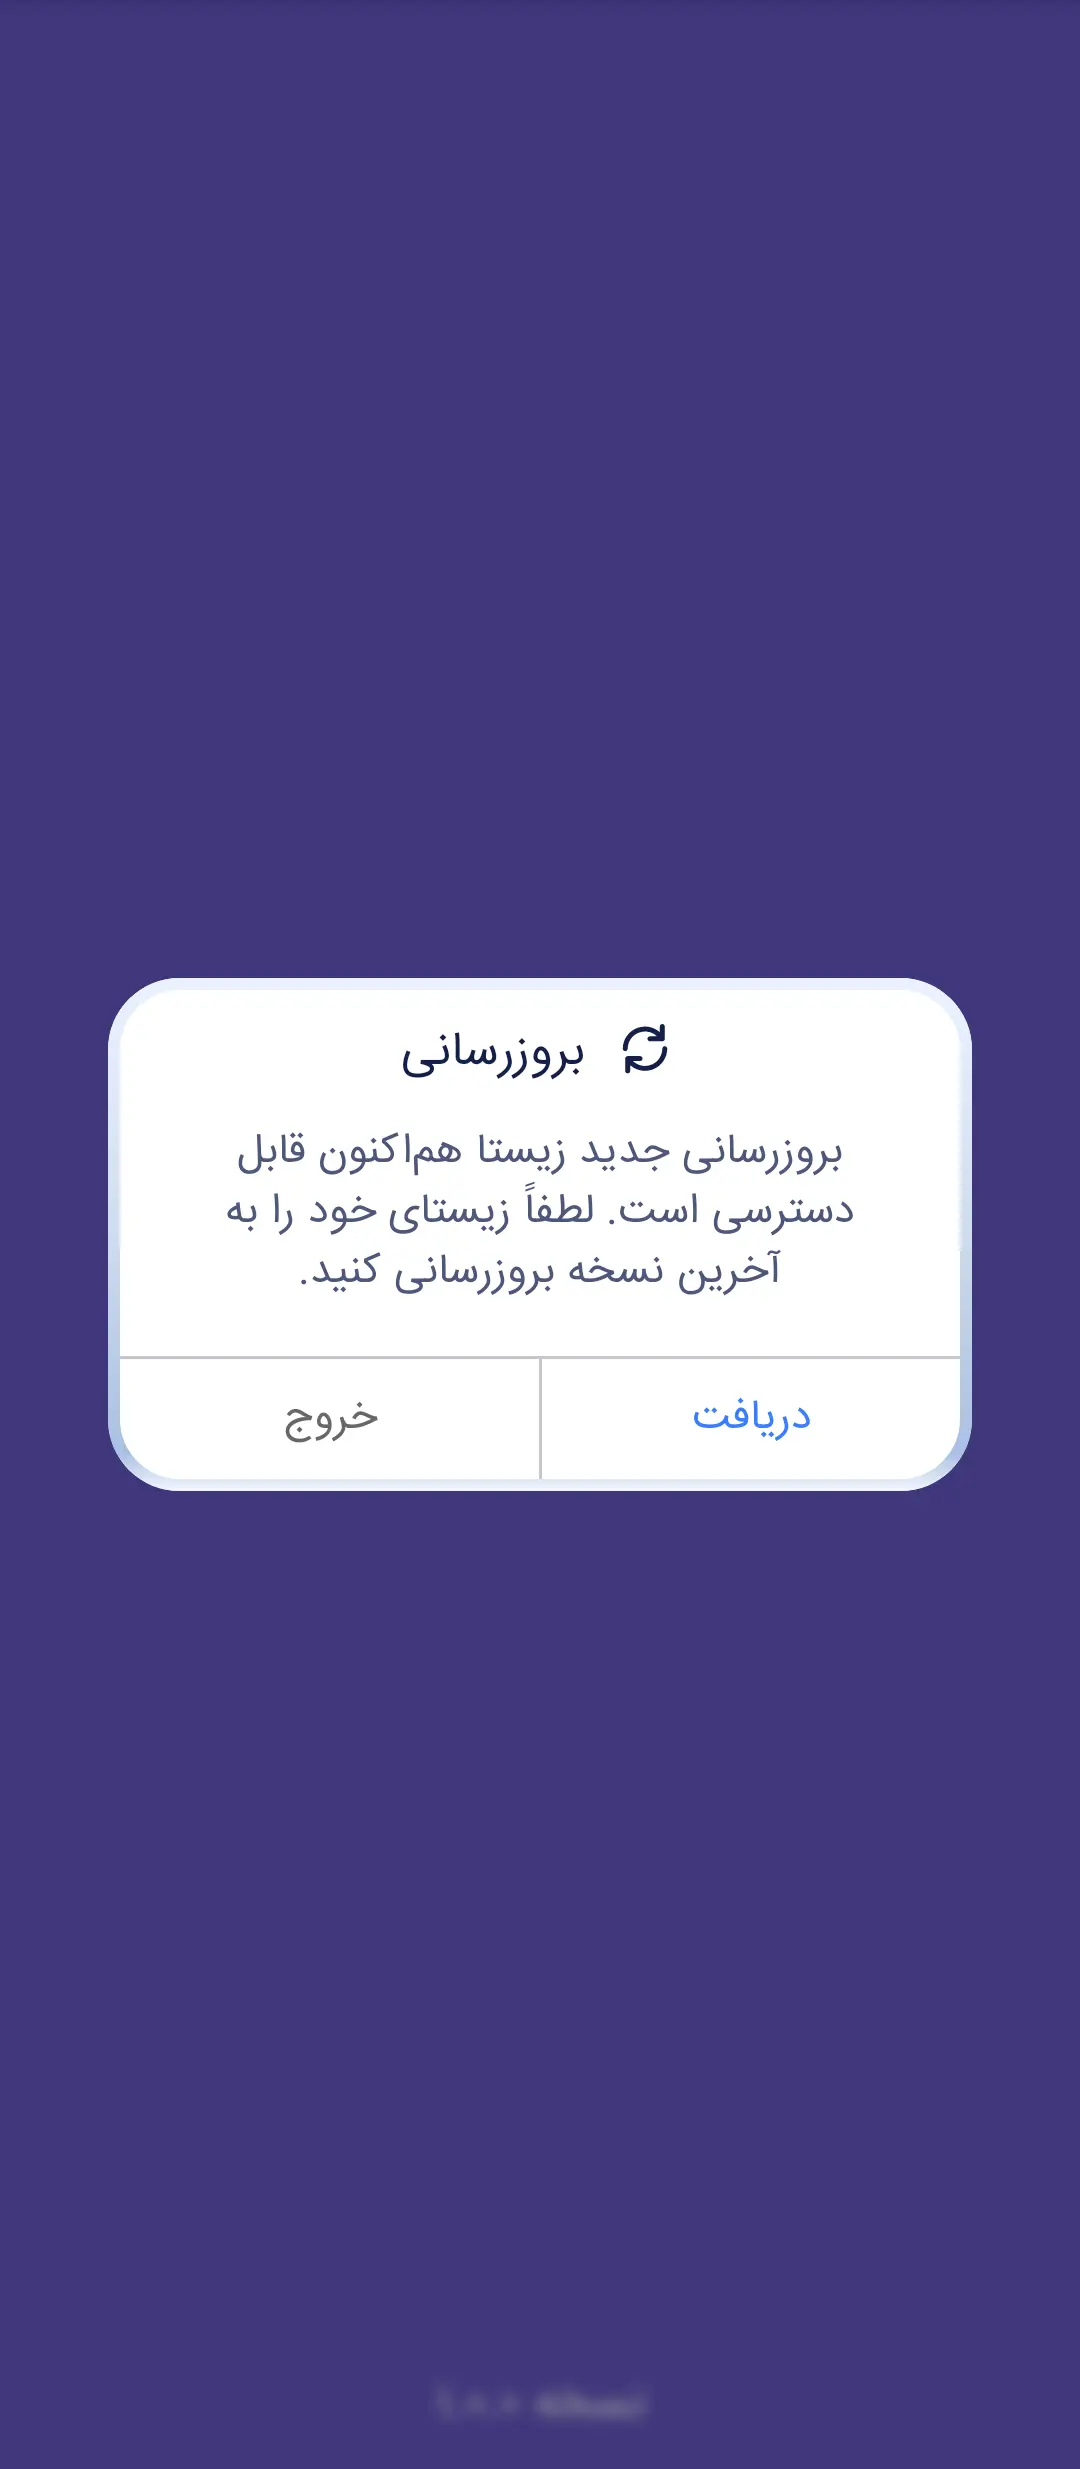 بروزرسانی
بروزرسانی جدید زیستا هم‌اکنون قابل
دسترسی است. لطفاً زیستای خود را به
آخرین نسخه بروزرسانی کنید.
دریافت
خروج
نسخه